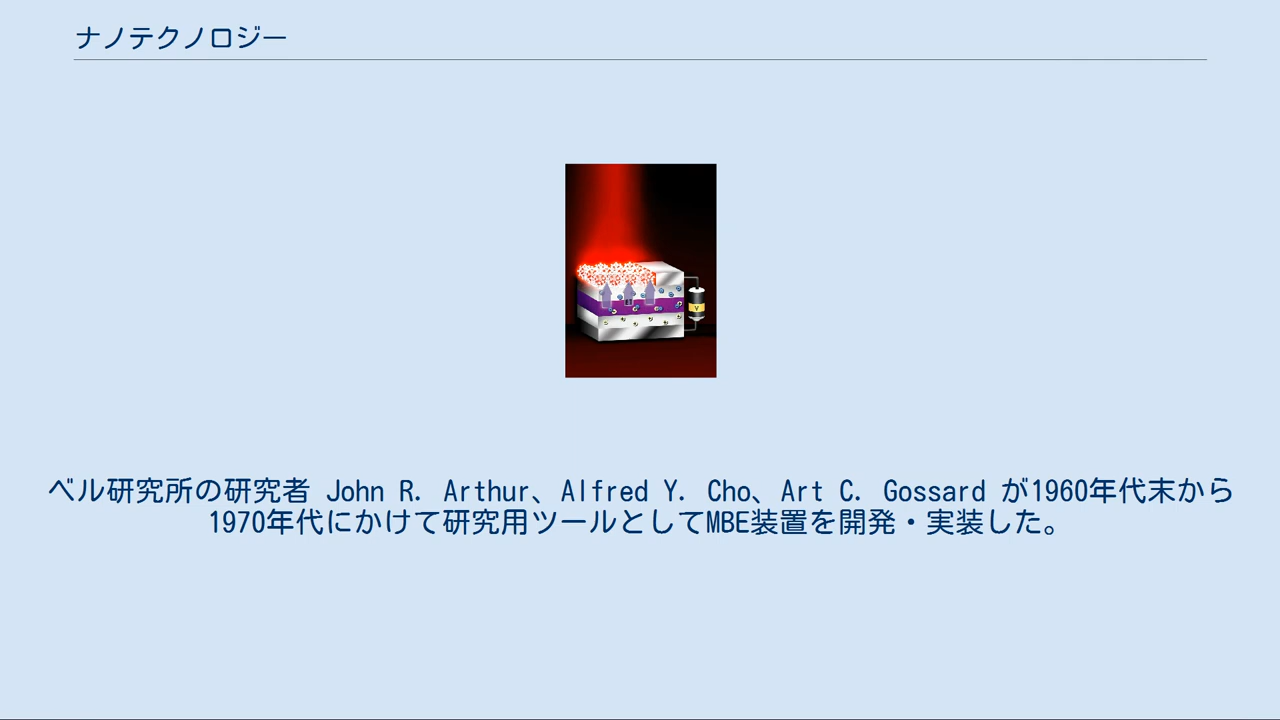 ナノテクノロジー
V
ベル研究所の研究者 John R. Arthur、Alfred Y. Cho、Art C. Gossard が1960年代末から
1970年代にかけて研究用ツールとしてMBE装置を開発・実装した。